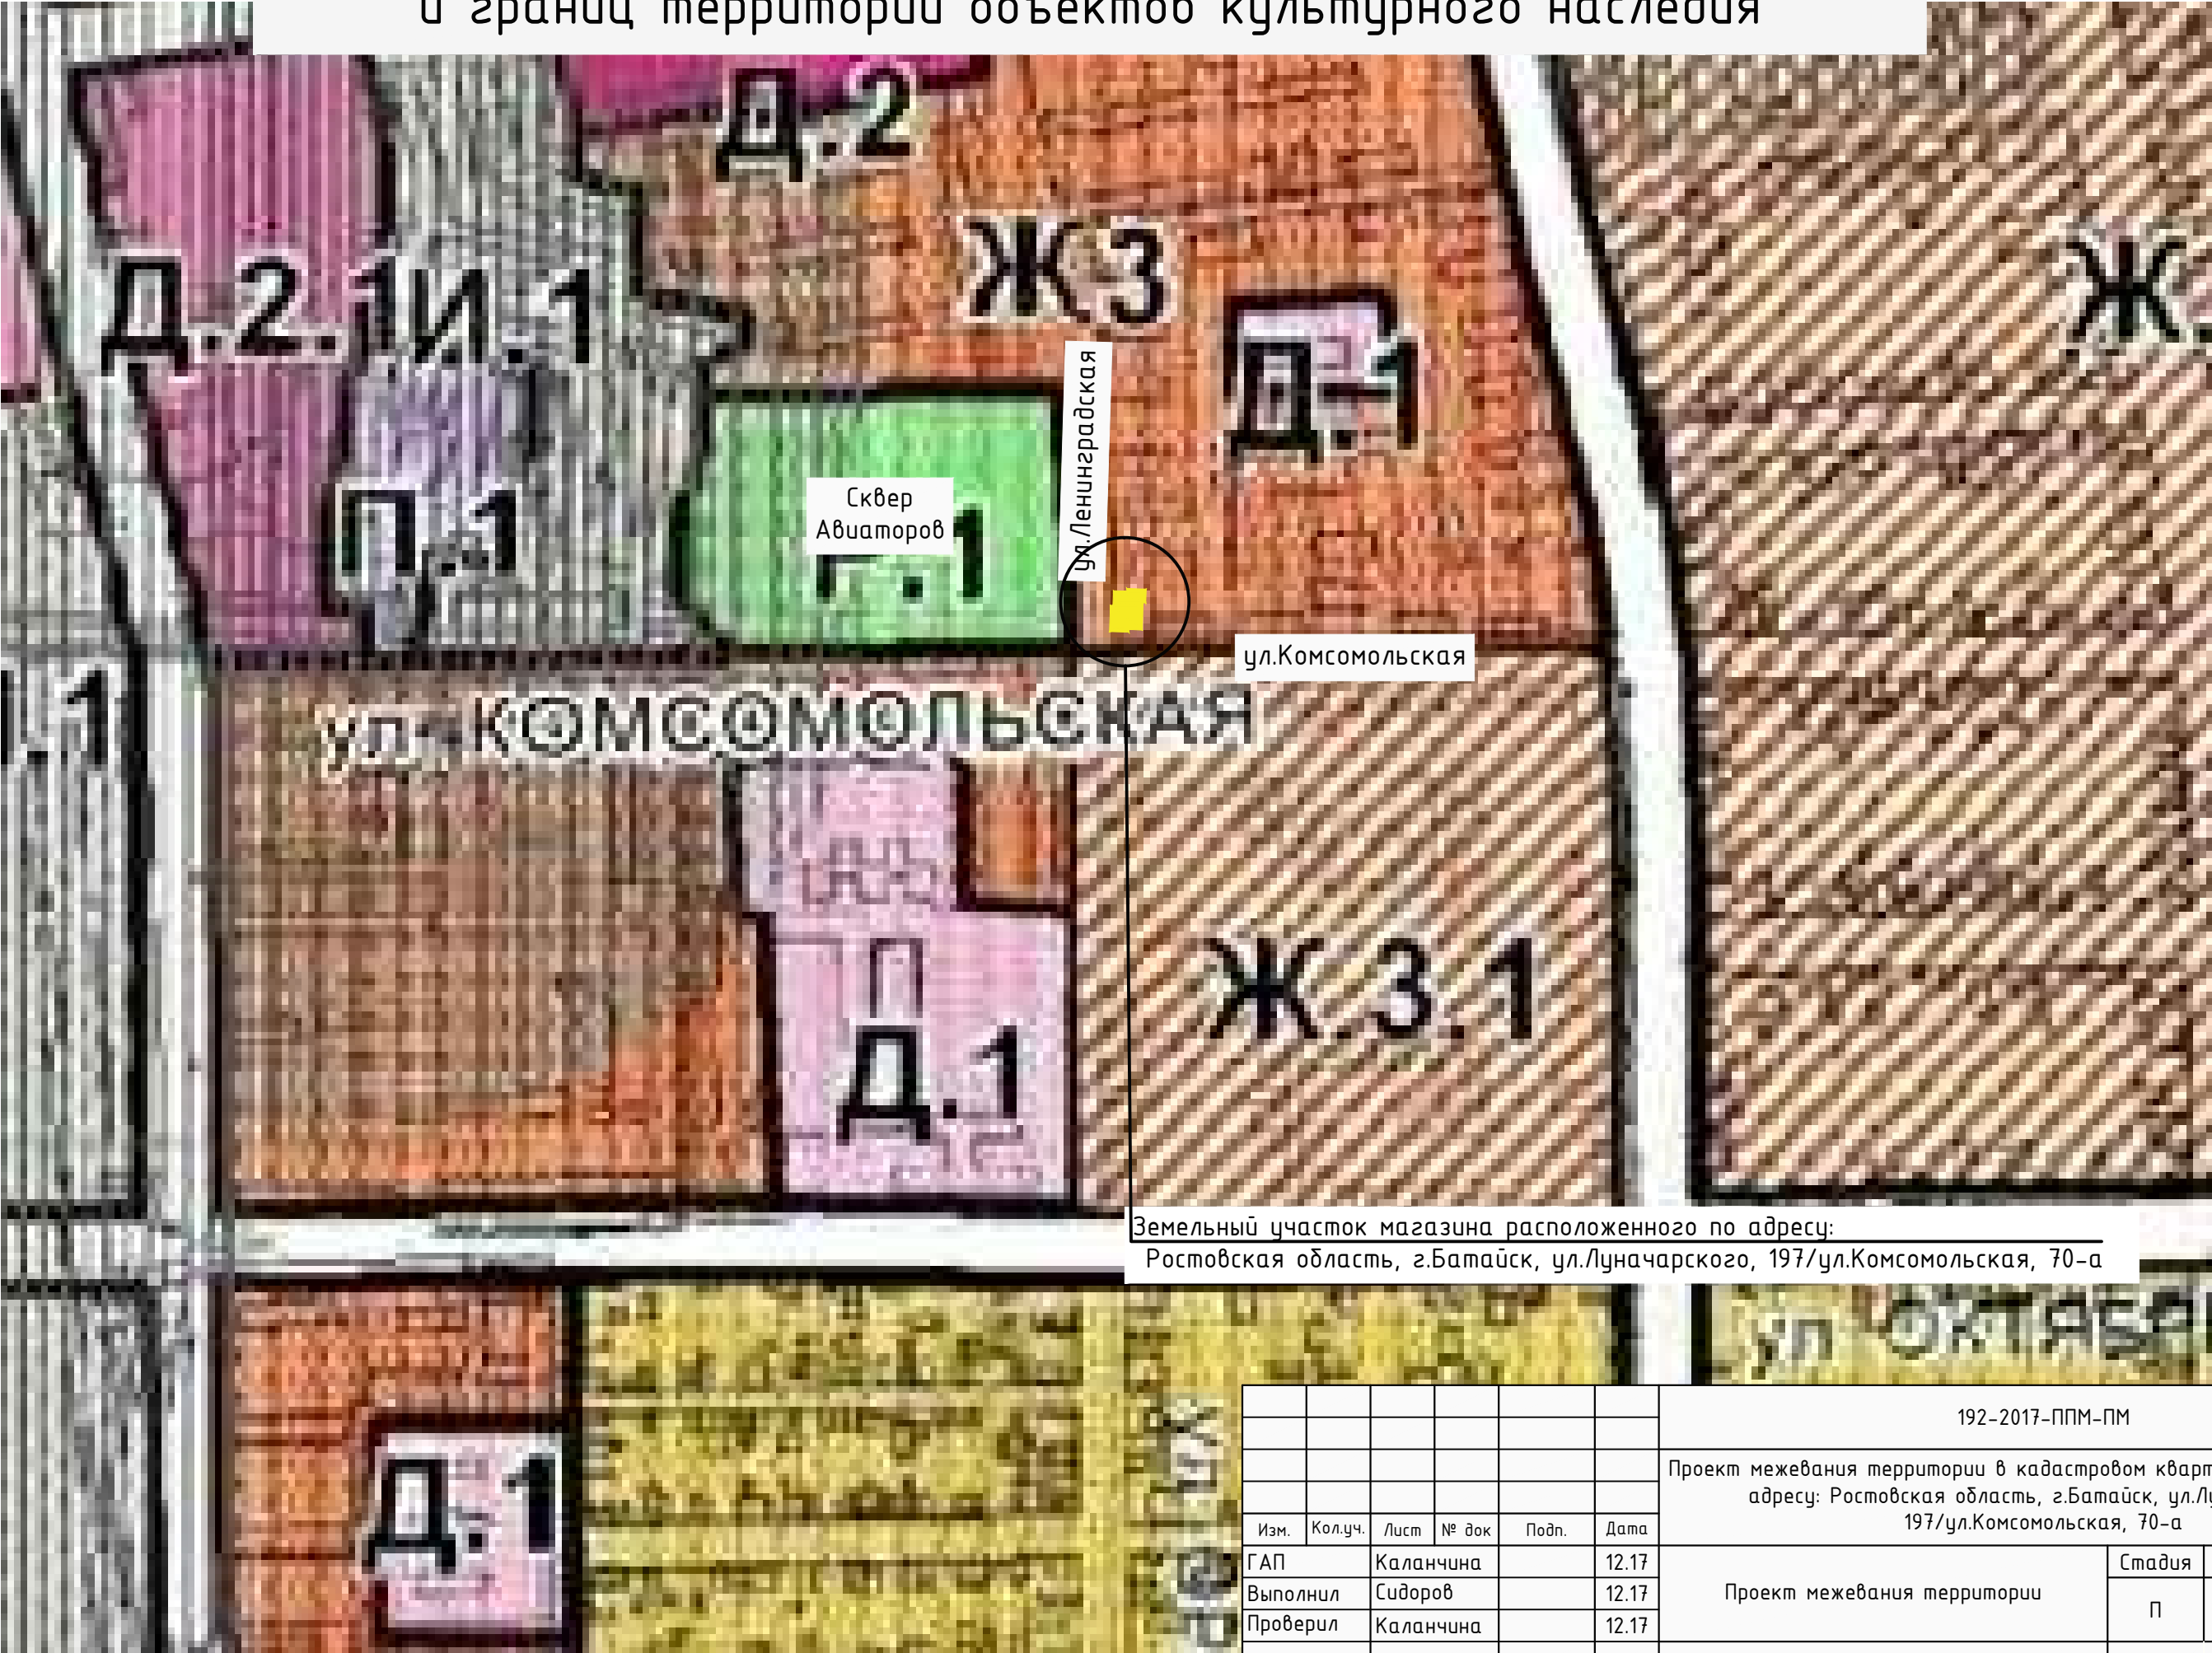 и границ территории объектов культурного наследия
Д.2
Ж.3
Ж.
Д.2.1
И.1
Д.1
ул.Ленинградская
П.1
Сквер
Авиаторов
.1
ул.Комсомольская
.1
ул. КОМСОМОЛЬСКАЯ
Д.1
Ж.3.1
Земельный участок магазина расположенного по адресу:
Ростовская область, г.Батайск, ул.Луначарского, 197/ул.Комсомольская, 70-а
ул ОКТЯБР
Д.1
192-2017-ППМ-ПМ
Проект межевания территории в кадастровом кварт
адресу: Ростовская область, г.Батайск, ул.Лу
197/ул.Комсомольская, 70-а
Изм. Кол.уч. Лист № док Подп. Дата
ГАП Каланчина 12.17
Выполнил Сидоров 12.17
Проверил Каланчина 12.17
Проект межевания территории
Стадия
П